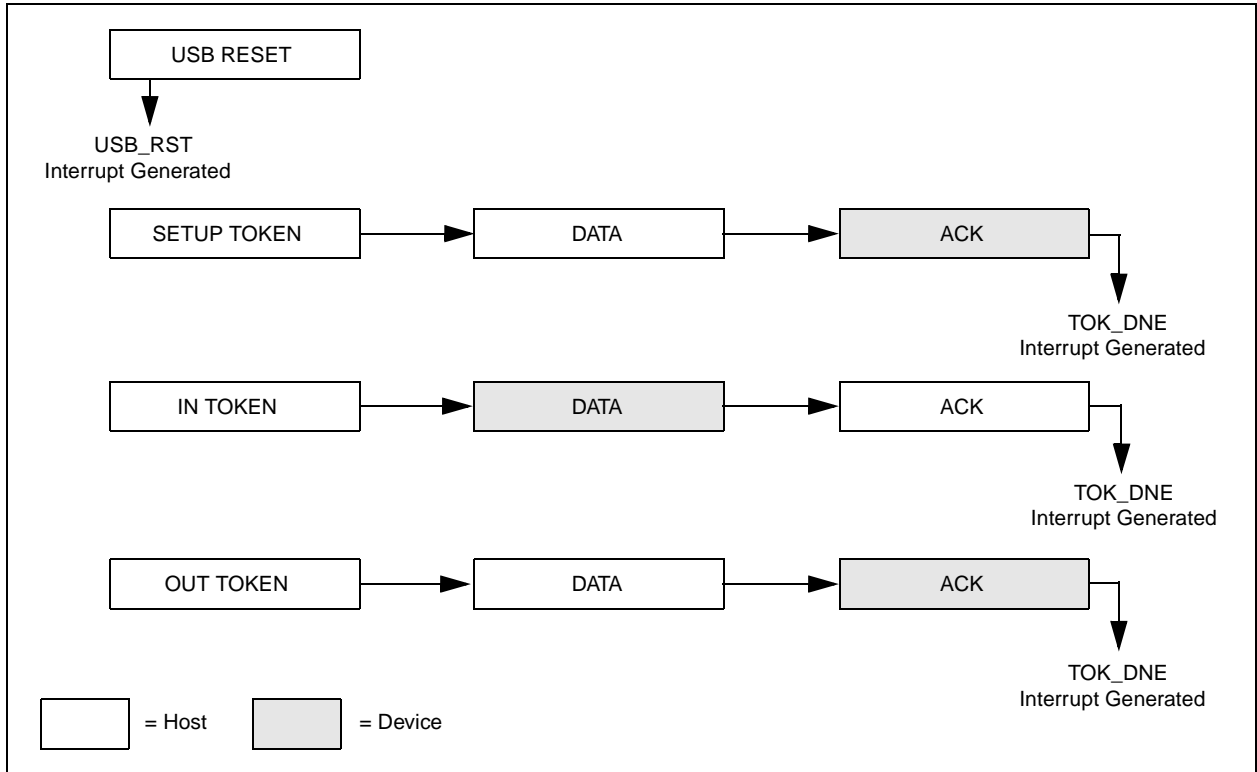 USB RESET
USB_RST
Interrupt Generated
SETUP TOKEN
DATA
ACK
TOK_DNE
Interrupt Generated
IN TOKEN
DATA
ACK
TOK_DNE
Interrupt Generated
OUT TOKEN
DATA
ACK
TOK_DNE
Interrupt Generated
= Host
= Device